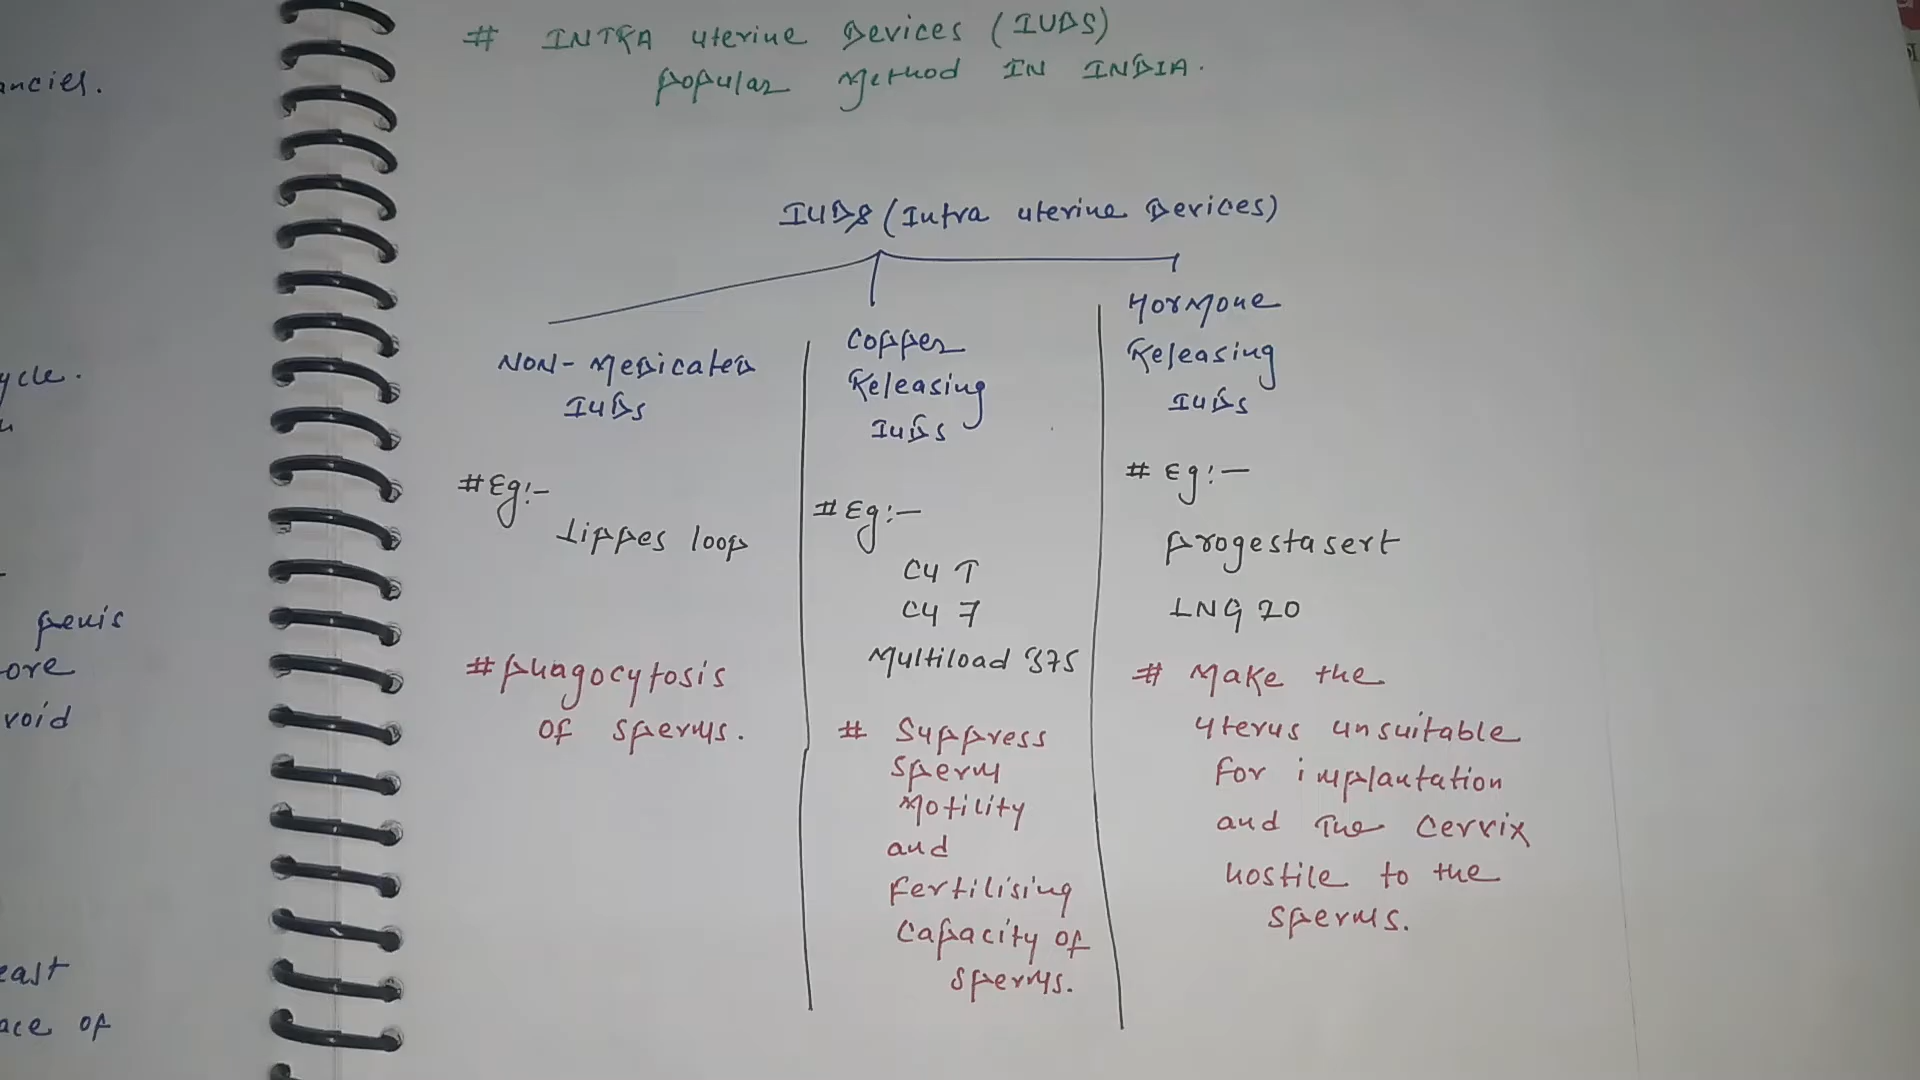 # INTRA uterine Devices (IUDS)
popular method IN INDIA.
IUDs (Intra uterine Devices)
NON-Medicated
IUDs
#Eg:-
Lippes loop
#phagocytosis
of sperms.
Copper
Releasing
IUDs
#Eg:-
Cu T
Cu 7
Multiload 375
# Suppress
sperm
motility
and
fertilising
capacity of
sperms.
Hormone
Releasing
IUDs
# Eg:-
progestasert
LNG 20
# Make the
uterus unsuitable
for implantation
and the cervix
hostile to the
sperms.
ancies.
ycle.
penis
ore
void
east
ace of